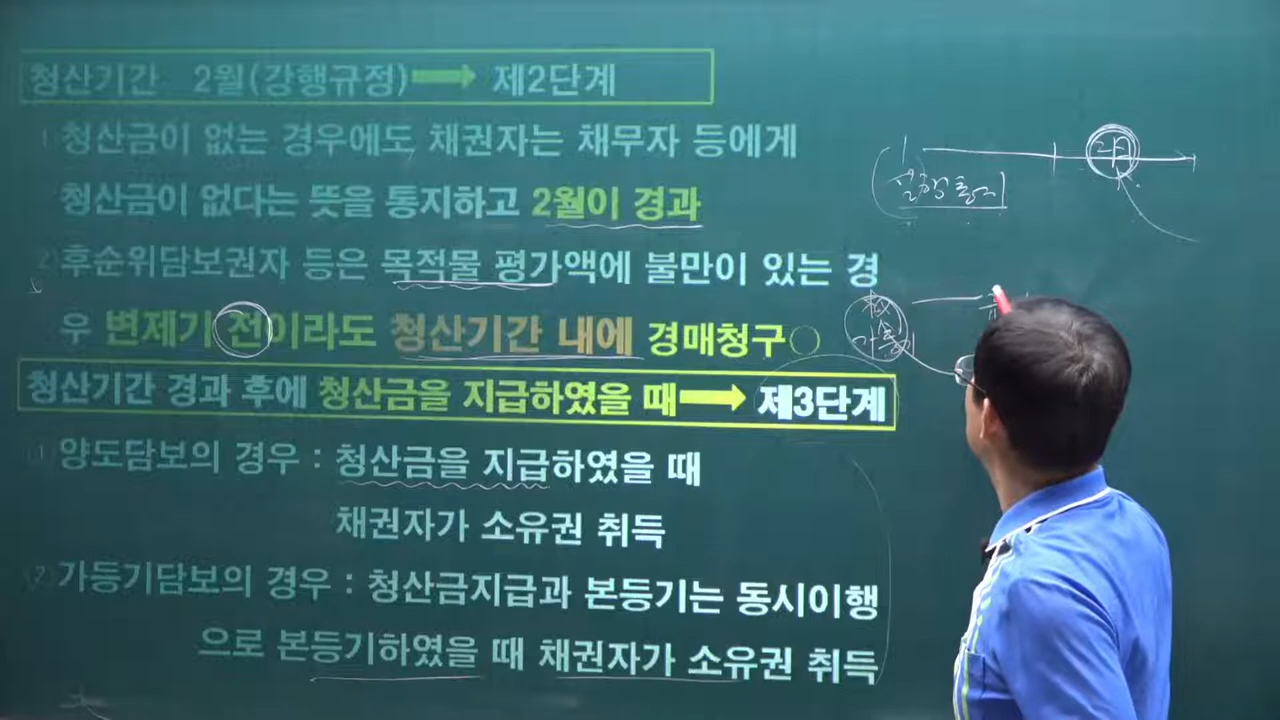 청산기간 2월(강행규정)➡ 제2단계
1 청산금이 없는 경우에도 채권자는 채무자 등에게
청산금이 없다는 뜻을 통지하고 2월이 경과
2) 후순위담보권자 등은 목적물 평가액에 불만이 있는 경
우 변제기 전이라도 청산기간 내에 경매청구○
청산기간 경과 후에 청산금을 지급하였을 때➡ 제3단계
(1 양도담보의 경우 : 청산금을 지급하였을 때
채권자가 소유권 취득
(2) 가등기담보의 경우 : 청산금지급과 본등기는 동시이행
으로 본등기하였을 때 채권자가 소유권 취득
2月
실행통지